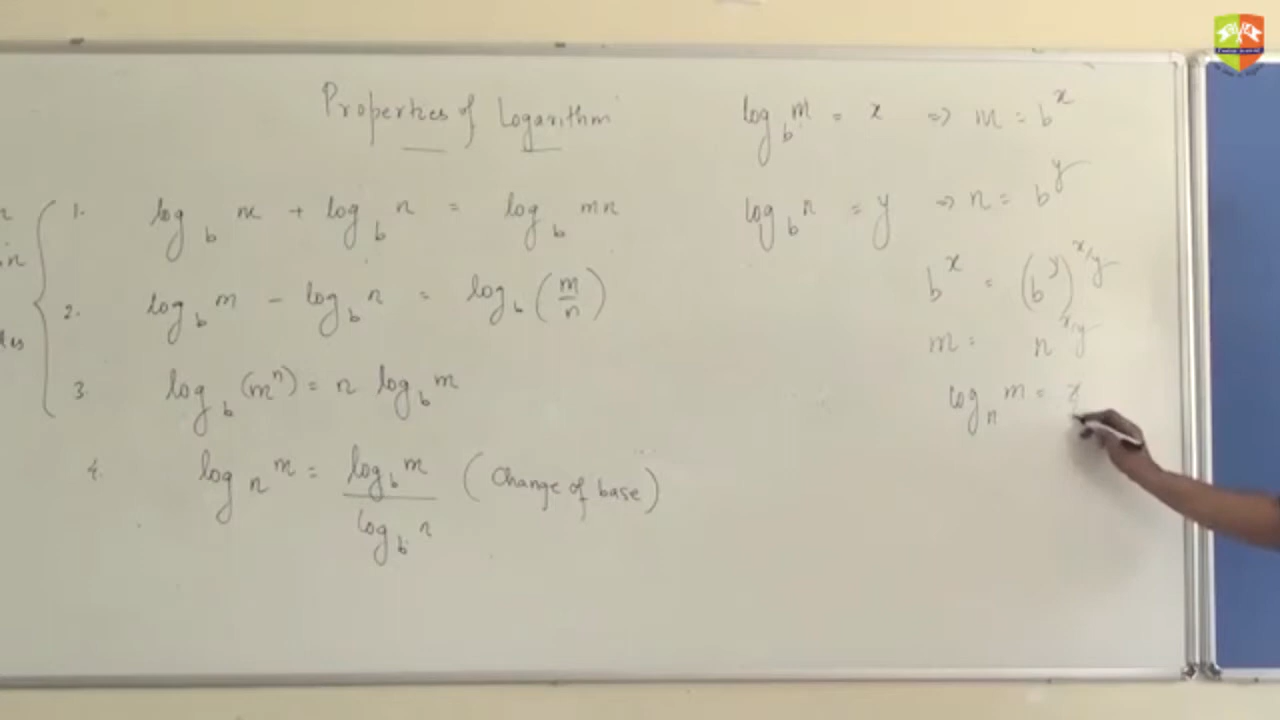 Properties of Logarithm
1. log_b m + log_b n = log_b mn
2. log_b m - log_b n = log_b (m/n)
3. log_b (m^n) = n log_b m
4. log_n m = log_b m / log_b n (Change of base)
log_b m = x => m = b^x
log_b n = y => n = b^y
b^x = (b^y)^x/y
m = n^x/y
log_n m = x